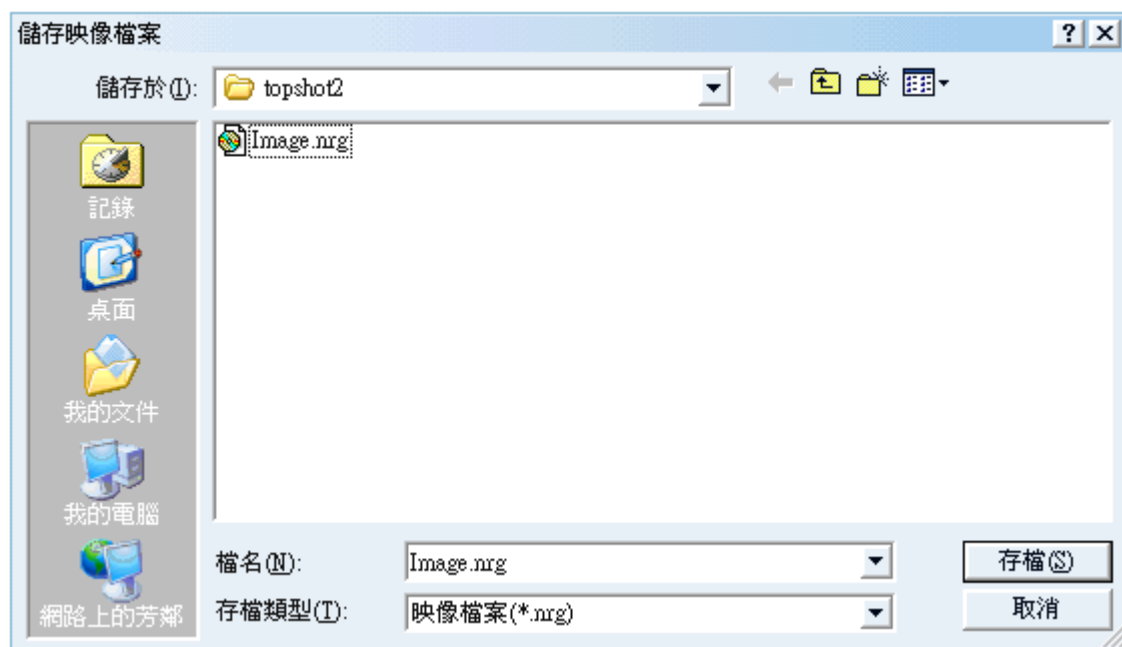 儲存映像檔案
儲存於(I):
topshot2
Image.nrg
記錄
桌面
我的文件
我的電腦
網路上的芳鄰
檔名(N):
Image.nrg
存檔(S)
存檔類型(T):
映像檔案(*.nrg)
取消